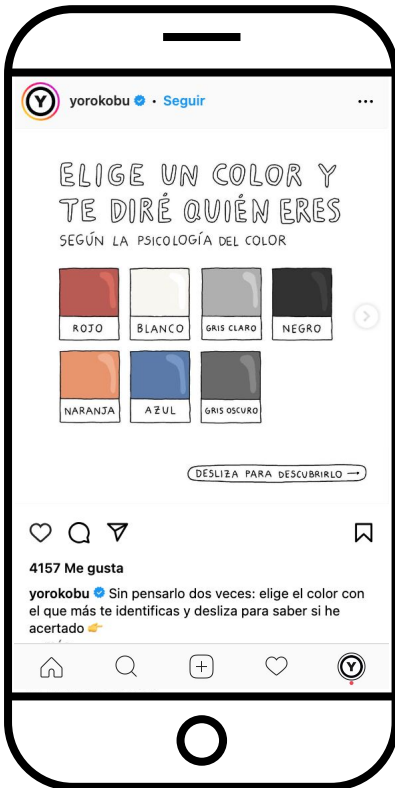 yorokobu • Seguir
ELIGE UN COLOR Y
TE DIRÉ QUIÉN ERES
SEGÚN LA PSICOLOGÍA DEL COLOR
ROJO BLANCO GRIS CLARO NEGRO
NARANJA AZUL GRIS OSCURO
DESLIZA PARA DESCUBRIRLO →
4157 Me gusta
yorokobu Sin pensarlo dos veces: elige el color con
el que más te identificas y desliza para saber si he
acertado 👉